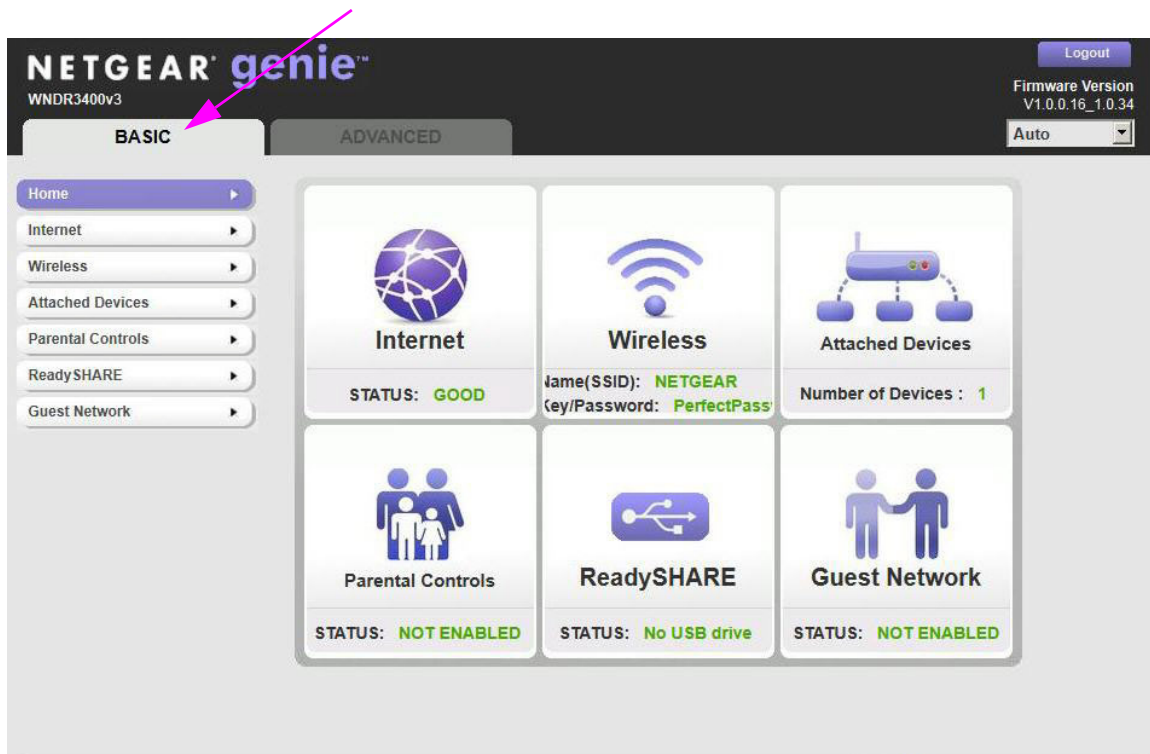 NETGEAR® genie™
WNDR3400v3
Logout
Firmware Version
V1.0.0.16_1.0.34
BASIC
ADVANCED
Auto
Home
Internet
Wireless
Attached Devices
Parental Controls
ReadySHARE
Guest Network
Internet
STATUS: GOOD
Wireless
Name(SSID): NETGEAR
Key/Password: PerfectPass
Attached Devices
Number of Devices : 1
Parental Controls
STATUS: NOT ENABLED
ReadySHARE
STATUS: No USB drive
Guest Network
STATUS: NOT ENABLED